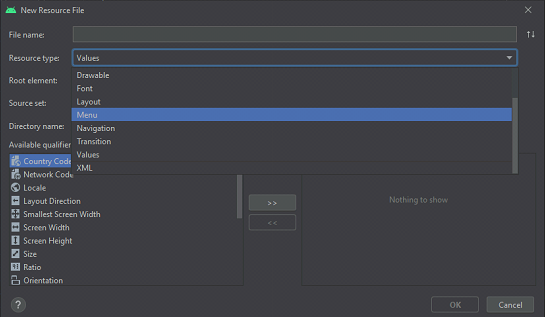 New Resource File
File name:
Resource type: Values
Root element:
Source set:
Directory name:
Drawable
Font
Layout
Menu
Navigation
Transition
Values
XML
Available qualifie
Country Code
Network Code
Locale
Layout Direction
Smallest Screen Width
Screen Width
Screen Height
Size
Ratio
Orientation
>>
<<
Nothing to show
?
OK
Cancel